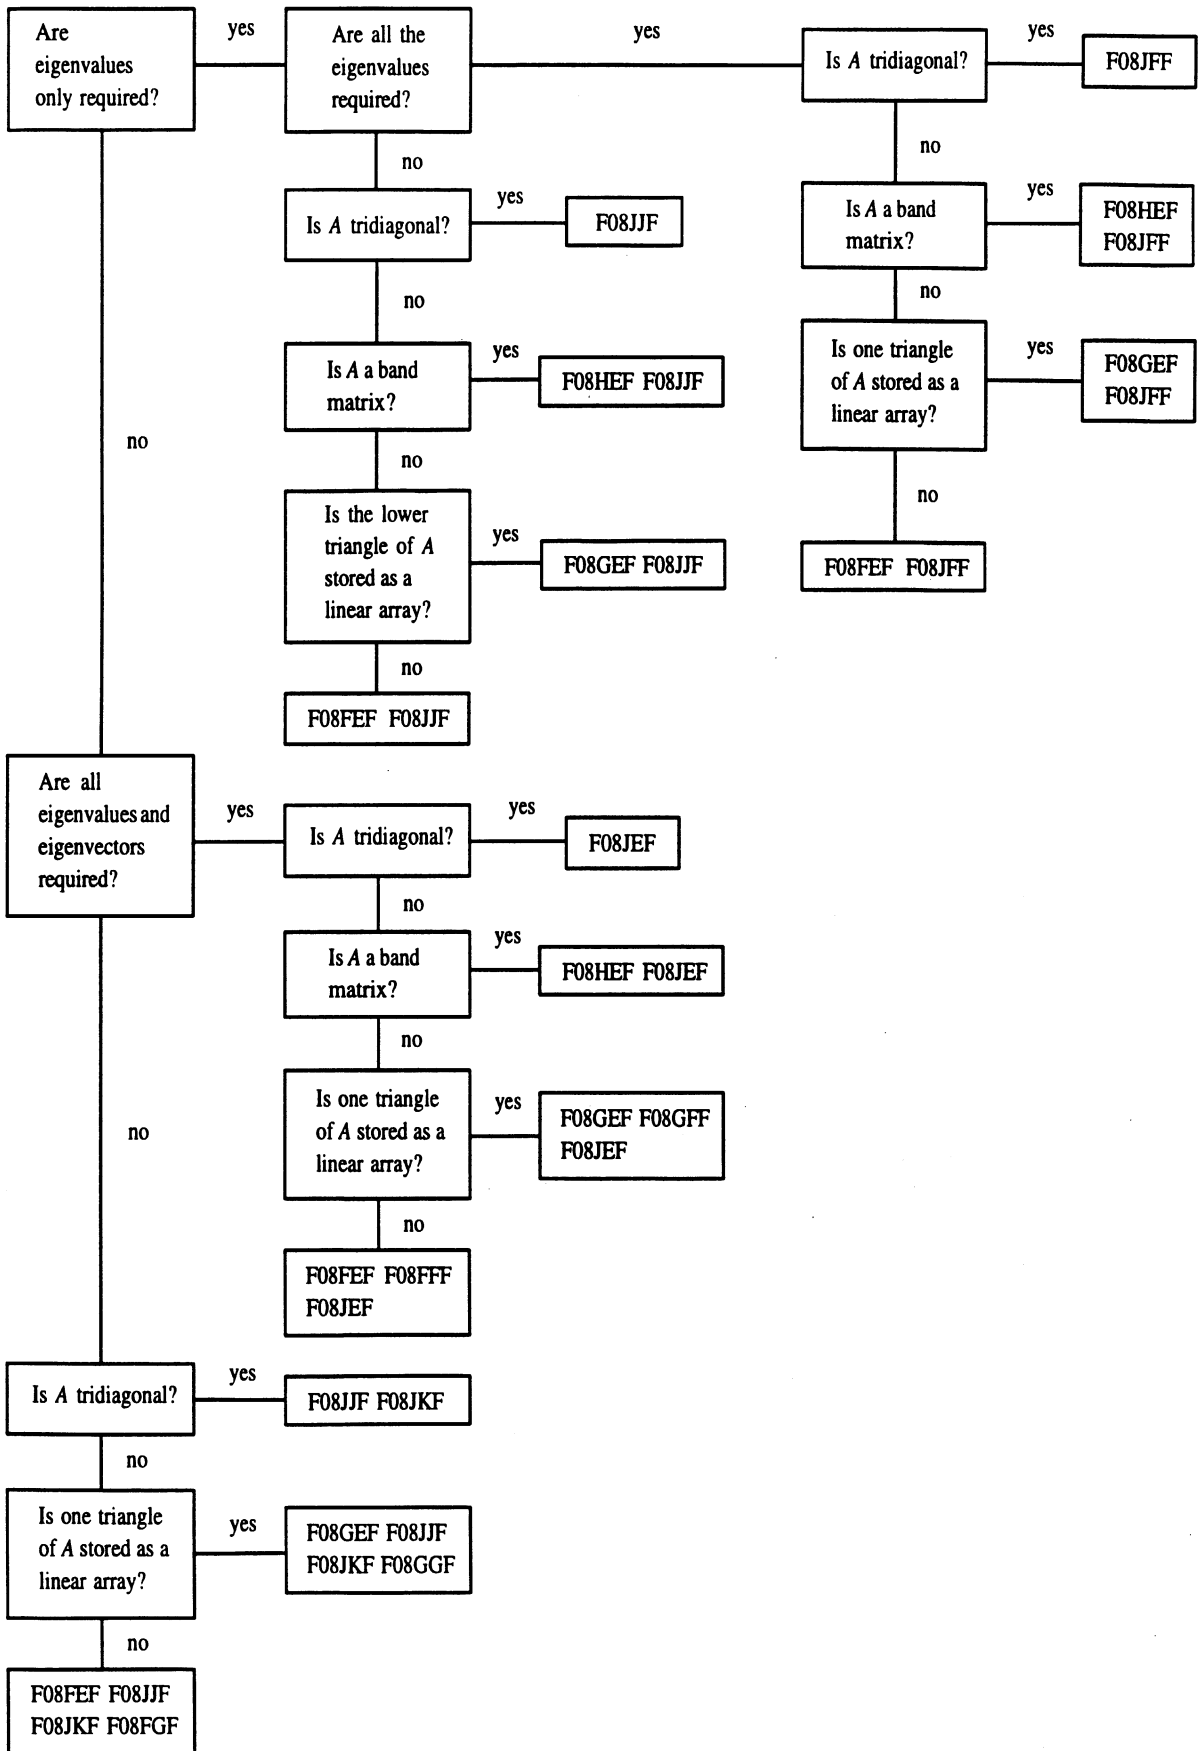 Are
eigenvalues
only required?
yes
Are all the
eigenvalues
required?
yes
Is A tridiagonal?
yes
F08JFF
no
Is A a band
matrix?
yes
F08HEF
F08JFF
no
Is one triangle
of A stored as a
linear array?
yes
F08GEF
F08JFF
no
F08FEF F08JFF
no
Is A tridiagonal?
yes
F08JJF
no
Is A a band
matrix?
yes
F08HEF F08JJF
no
Is the lower
triangle of A
stored as a
linear array?
yes
F08GEF F08JJF
no
F08FEF F08JJF
no
Are all
eigenvalues and
eigenvectors
required?
yes
Is A tridiagonal?
yes
F08JEF
no
Is A a band
matrix?
yes
F08HEF F08JEF
no
Is one triangle
of A stored as a
linear array?
yes
F08GEF F08GFF
F08JEF
no
F08FEF F08FFF
F08JEF
no
Is A tridiagonal?
yes
F08JJF F08JKF
no
Is one triangle
of A stored as a
linear array?
yes
F08GEF F08JJF
F08JKF F08GGF
no
F08FEF F08JJF
F08JKF F08FGF